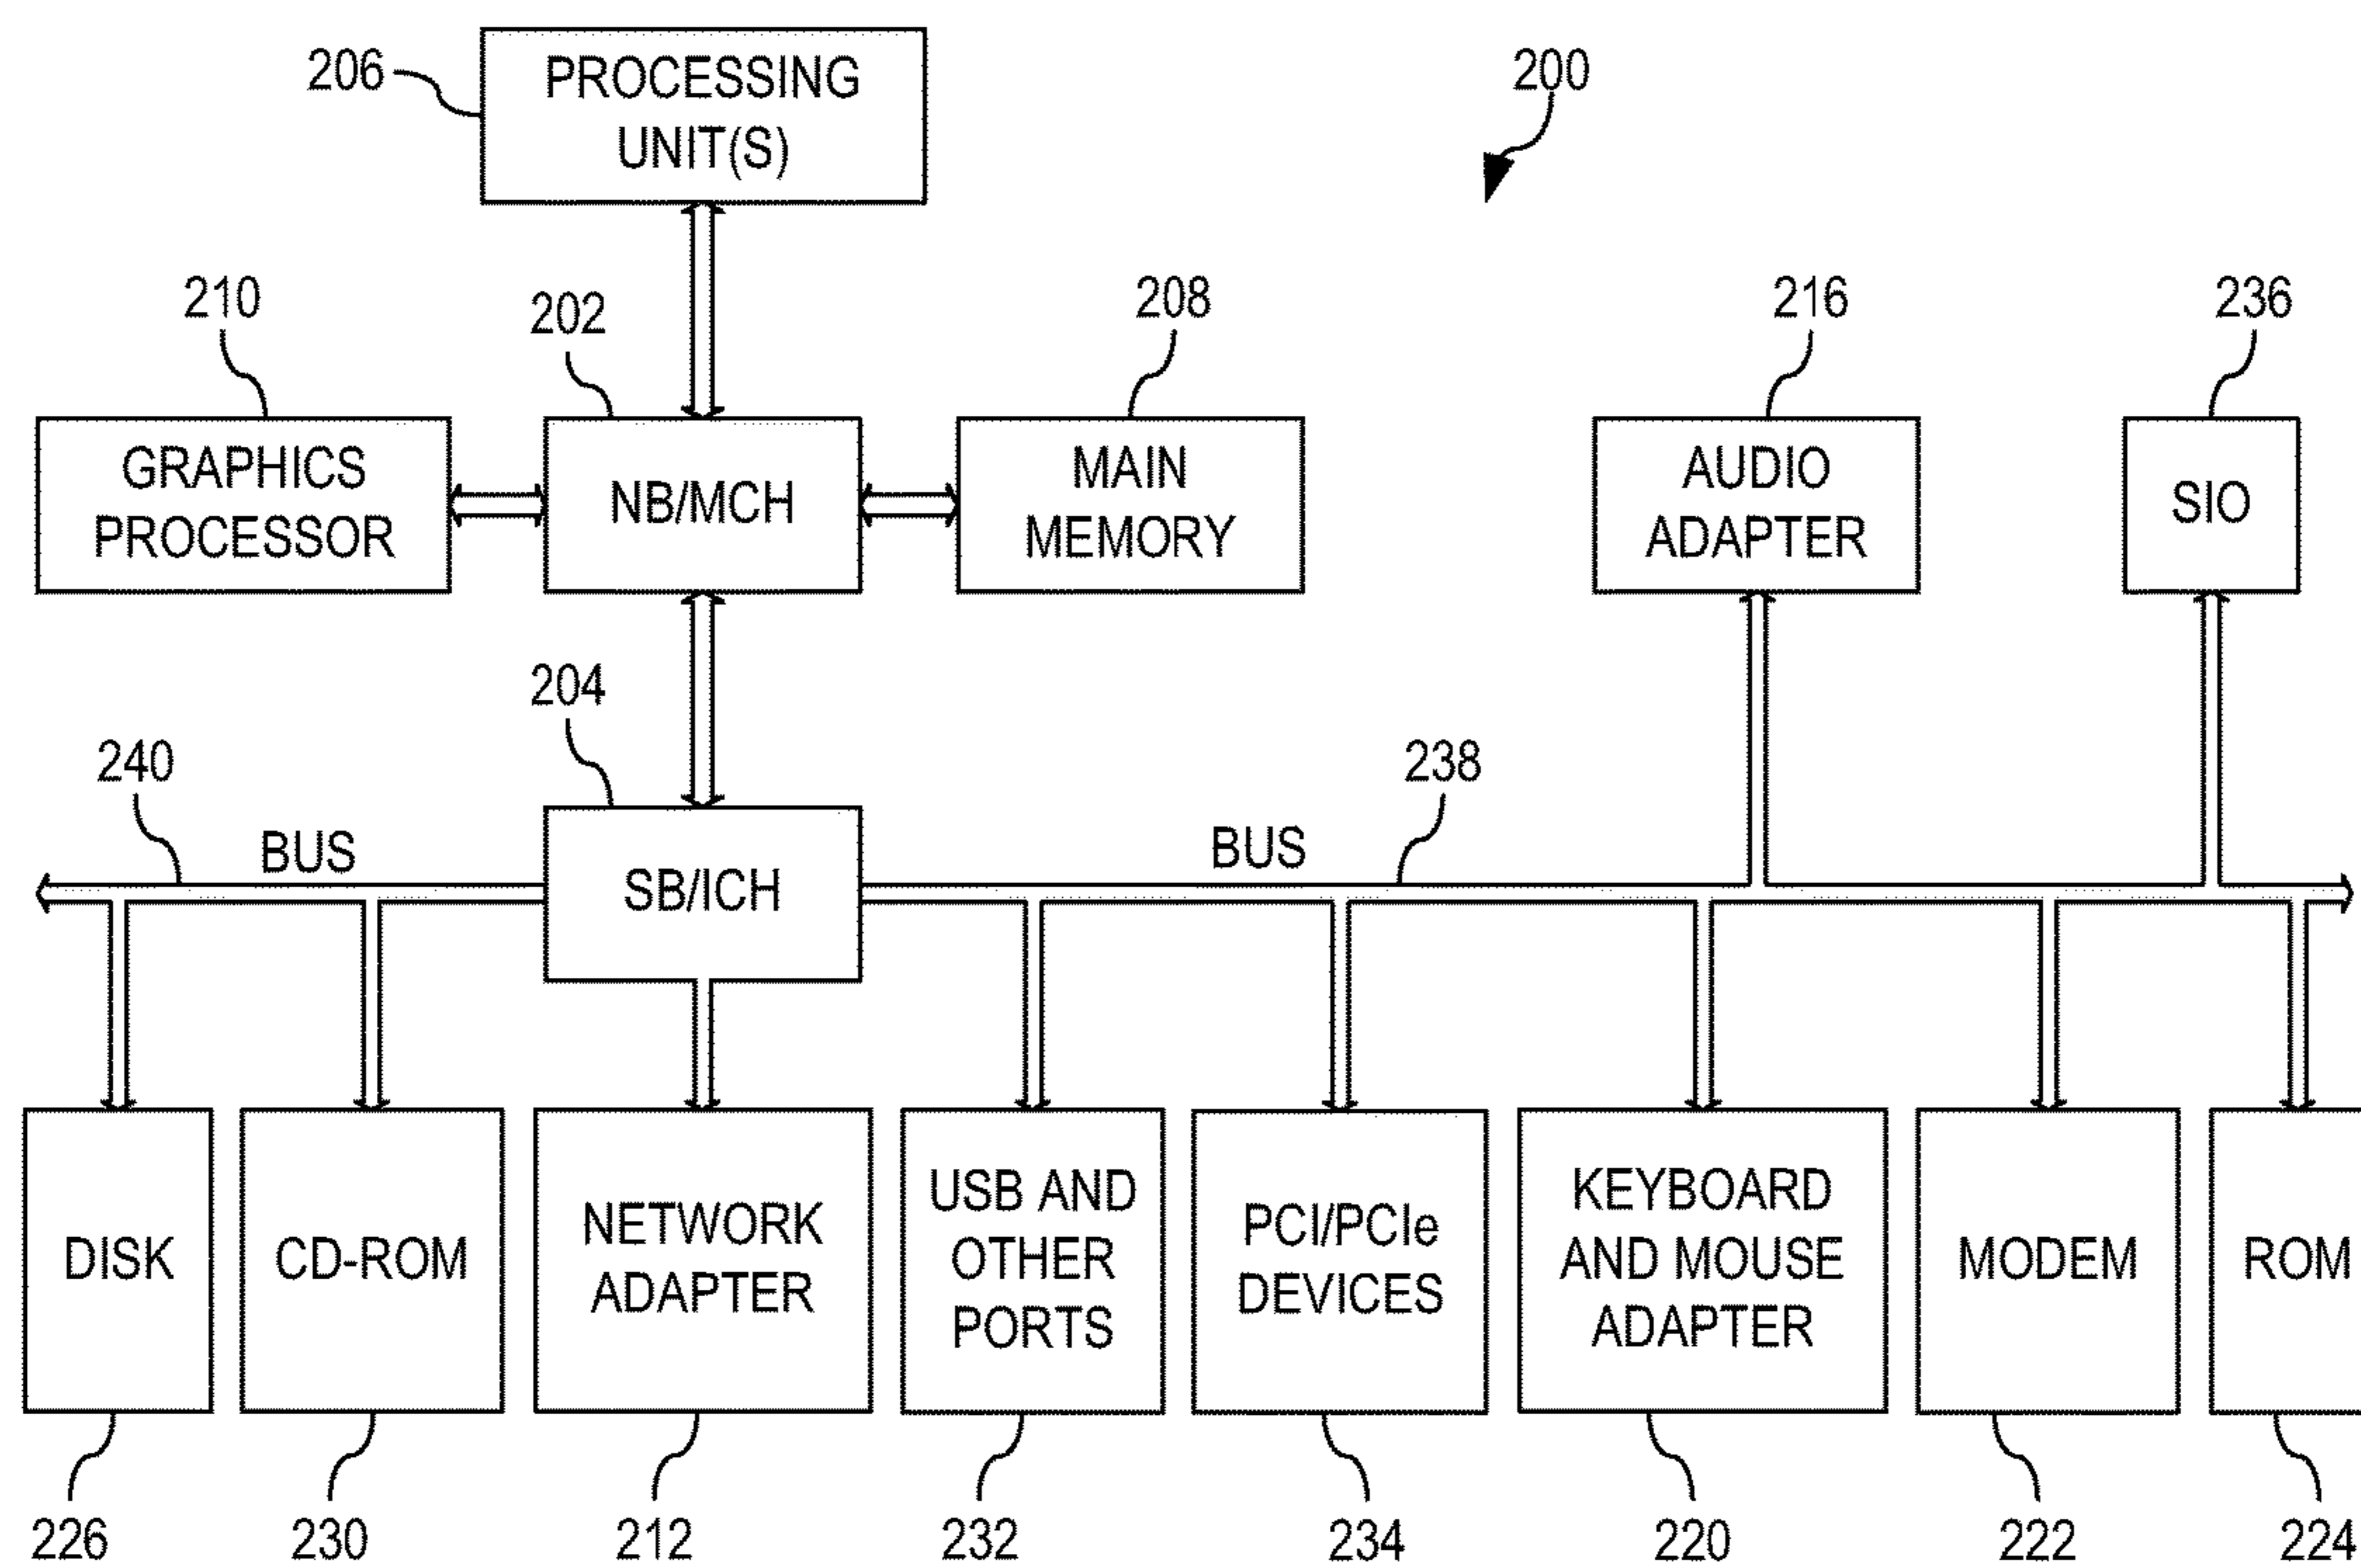 206
PROCESSING
UNIT(S)
200
210
202
208
216
236
GRAPHICS
PROCESSOR
NB/MCH
MAIN
MEMORY
AUDIO
ADAPTER
SIO
204
240
238
BUS
BUS
SB/ICH
DISK
CD-ROM
NETWORK
ADAPTER
USB AND
OTHER
PORTS
PCI/PCIe
DEVICES
KEYBOARD
AND MOUSE
ADAPTER
MODEM
ROM
226
230
212
232
234
220
222
224